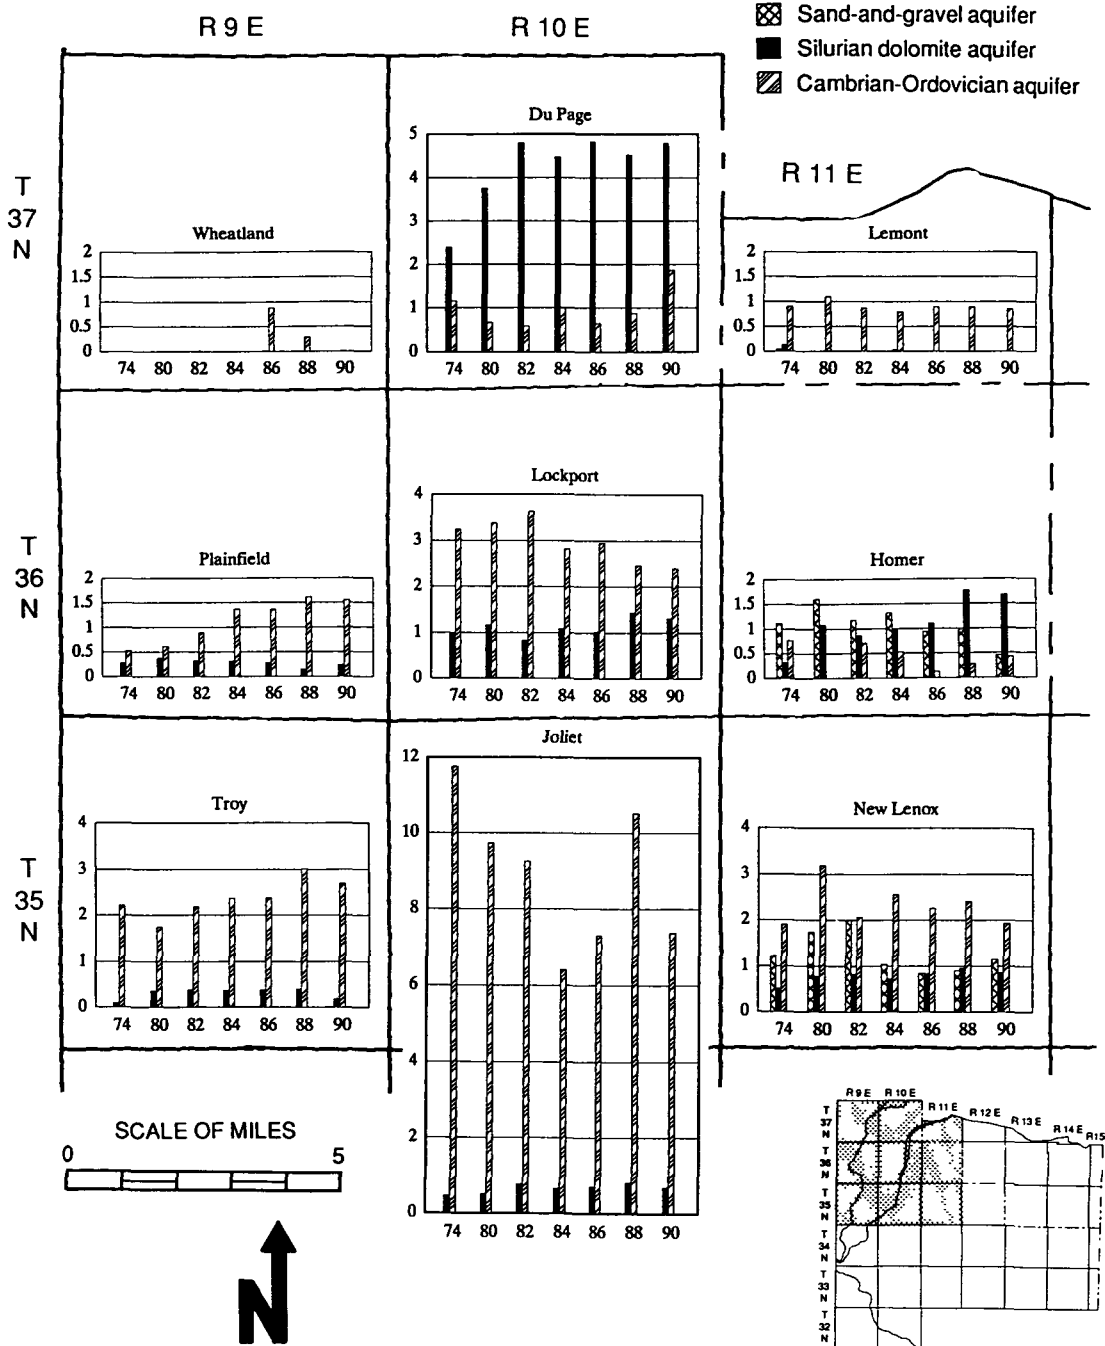 R 9 E
R 10 E
Sand-and-gravel aquifer
Silurian dolomite aquifer
Cambrian-Ordovician aquifer
T
37
N
Du Page
5
4
3
2
1
0
74 80 82 84 86 88 90
R 11 E
Wheatland
2
1.5
1
0.5
0
74 80 82 84 86 88 90
Lemont
2
1.5
1
0.5
0
74 80 82 84 86 88 90
T
36
N
Lockport
4
3
2
1
0
74 80 82 84 86 88 90
Plainfield
2
1.5
1
0.5
0
74 80 82 84 86 88 90
Homer
2
1.5
1
0.5
0
74 80 82 84 86 88 90
T
35
N
Joliet
12
10
8
6
4
2
0
74 80 82 84 86 88 90
Troy
4
3
2
1
0
74 80 82 84 86 88 90
New Lenox
4
3
2
1
0
74 80 82 84 86 88 90
SCALE OF MILES
0 5
N
R 9 E R 10 E R 11 E R 12 E R 13 E R 14 E R 15
T
37
N
T
36
N
T
35
N
T
34
N
T
33
N
T
32
N